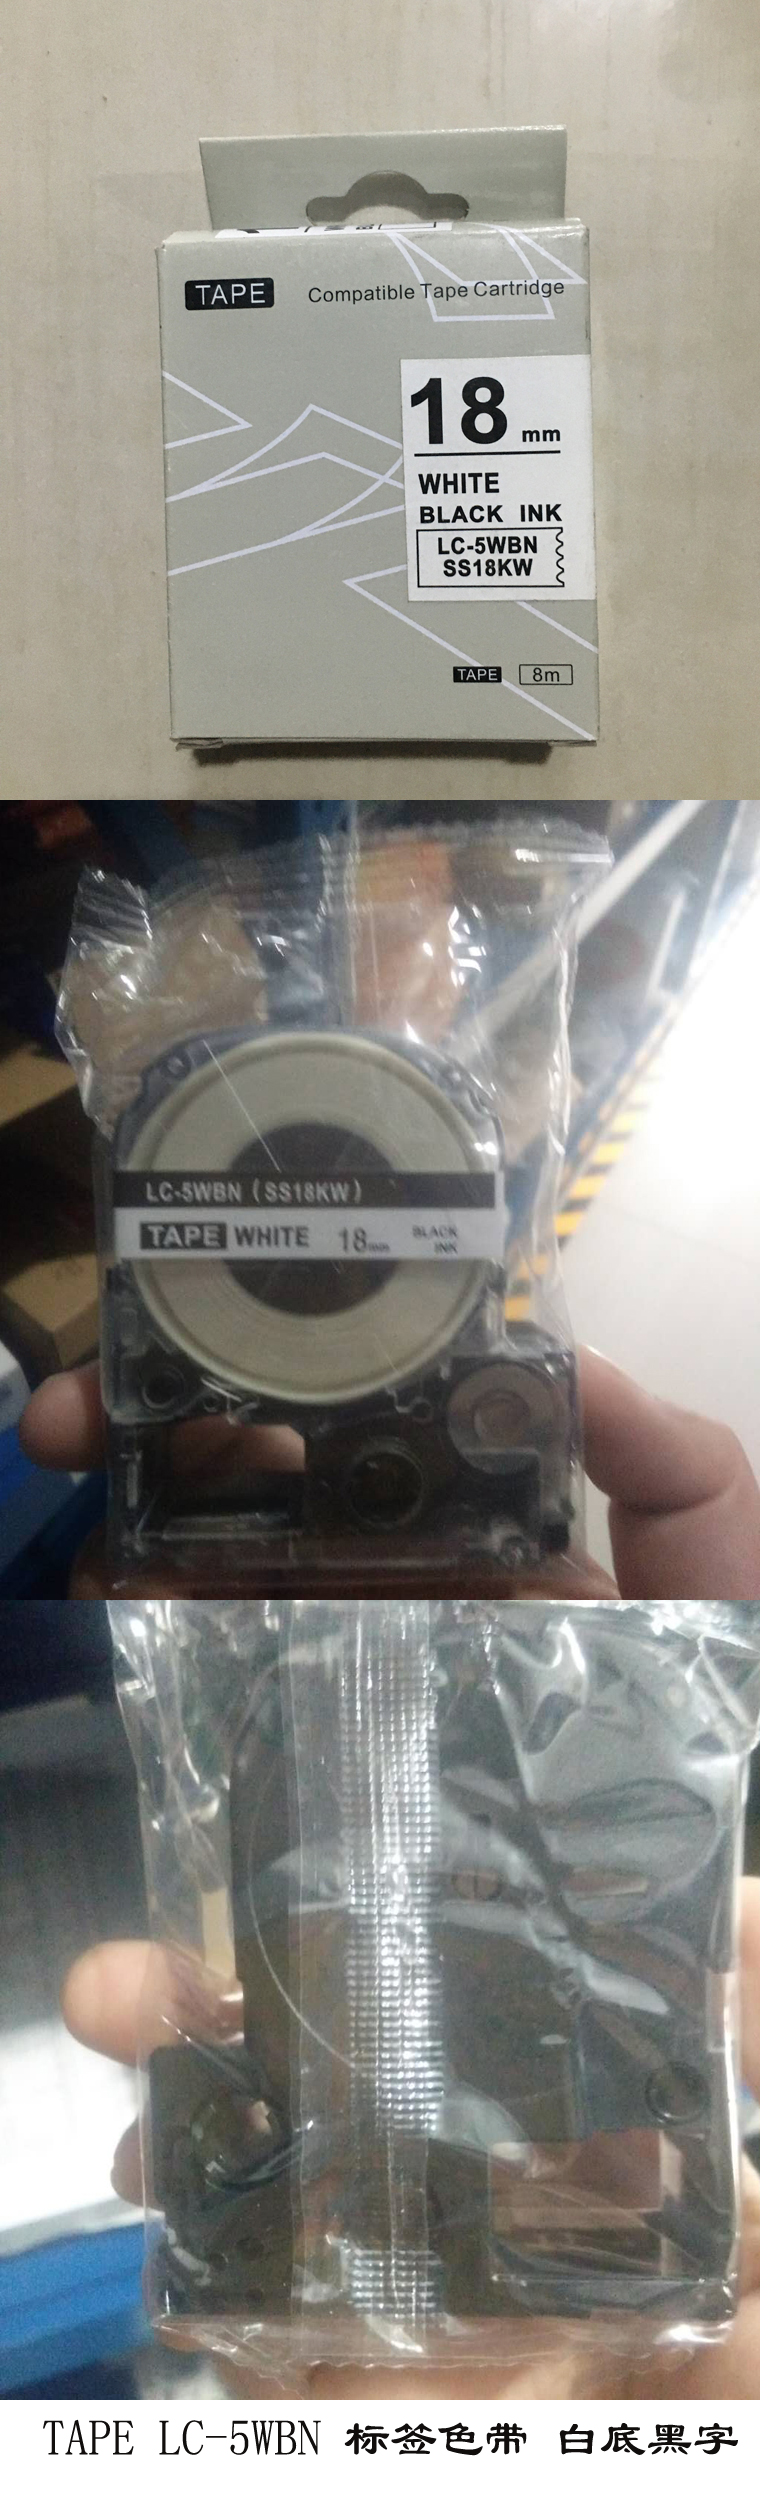 TAPE Compatible Tape Cartridge
18 mm
WHITE
BLACK INK
LC-5WBN
SS18KW
TAPE 8m
LC-5WBN (SS18KW)
TAPE WHITE 18mm BLACK INK
TAPE LC-5WBN 标签色带 白底黑字